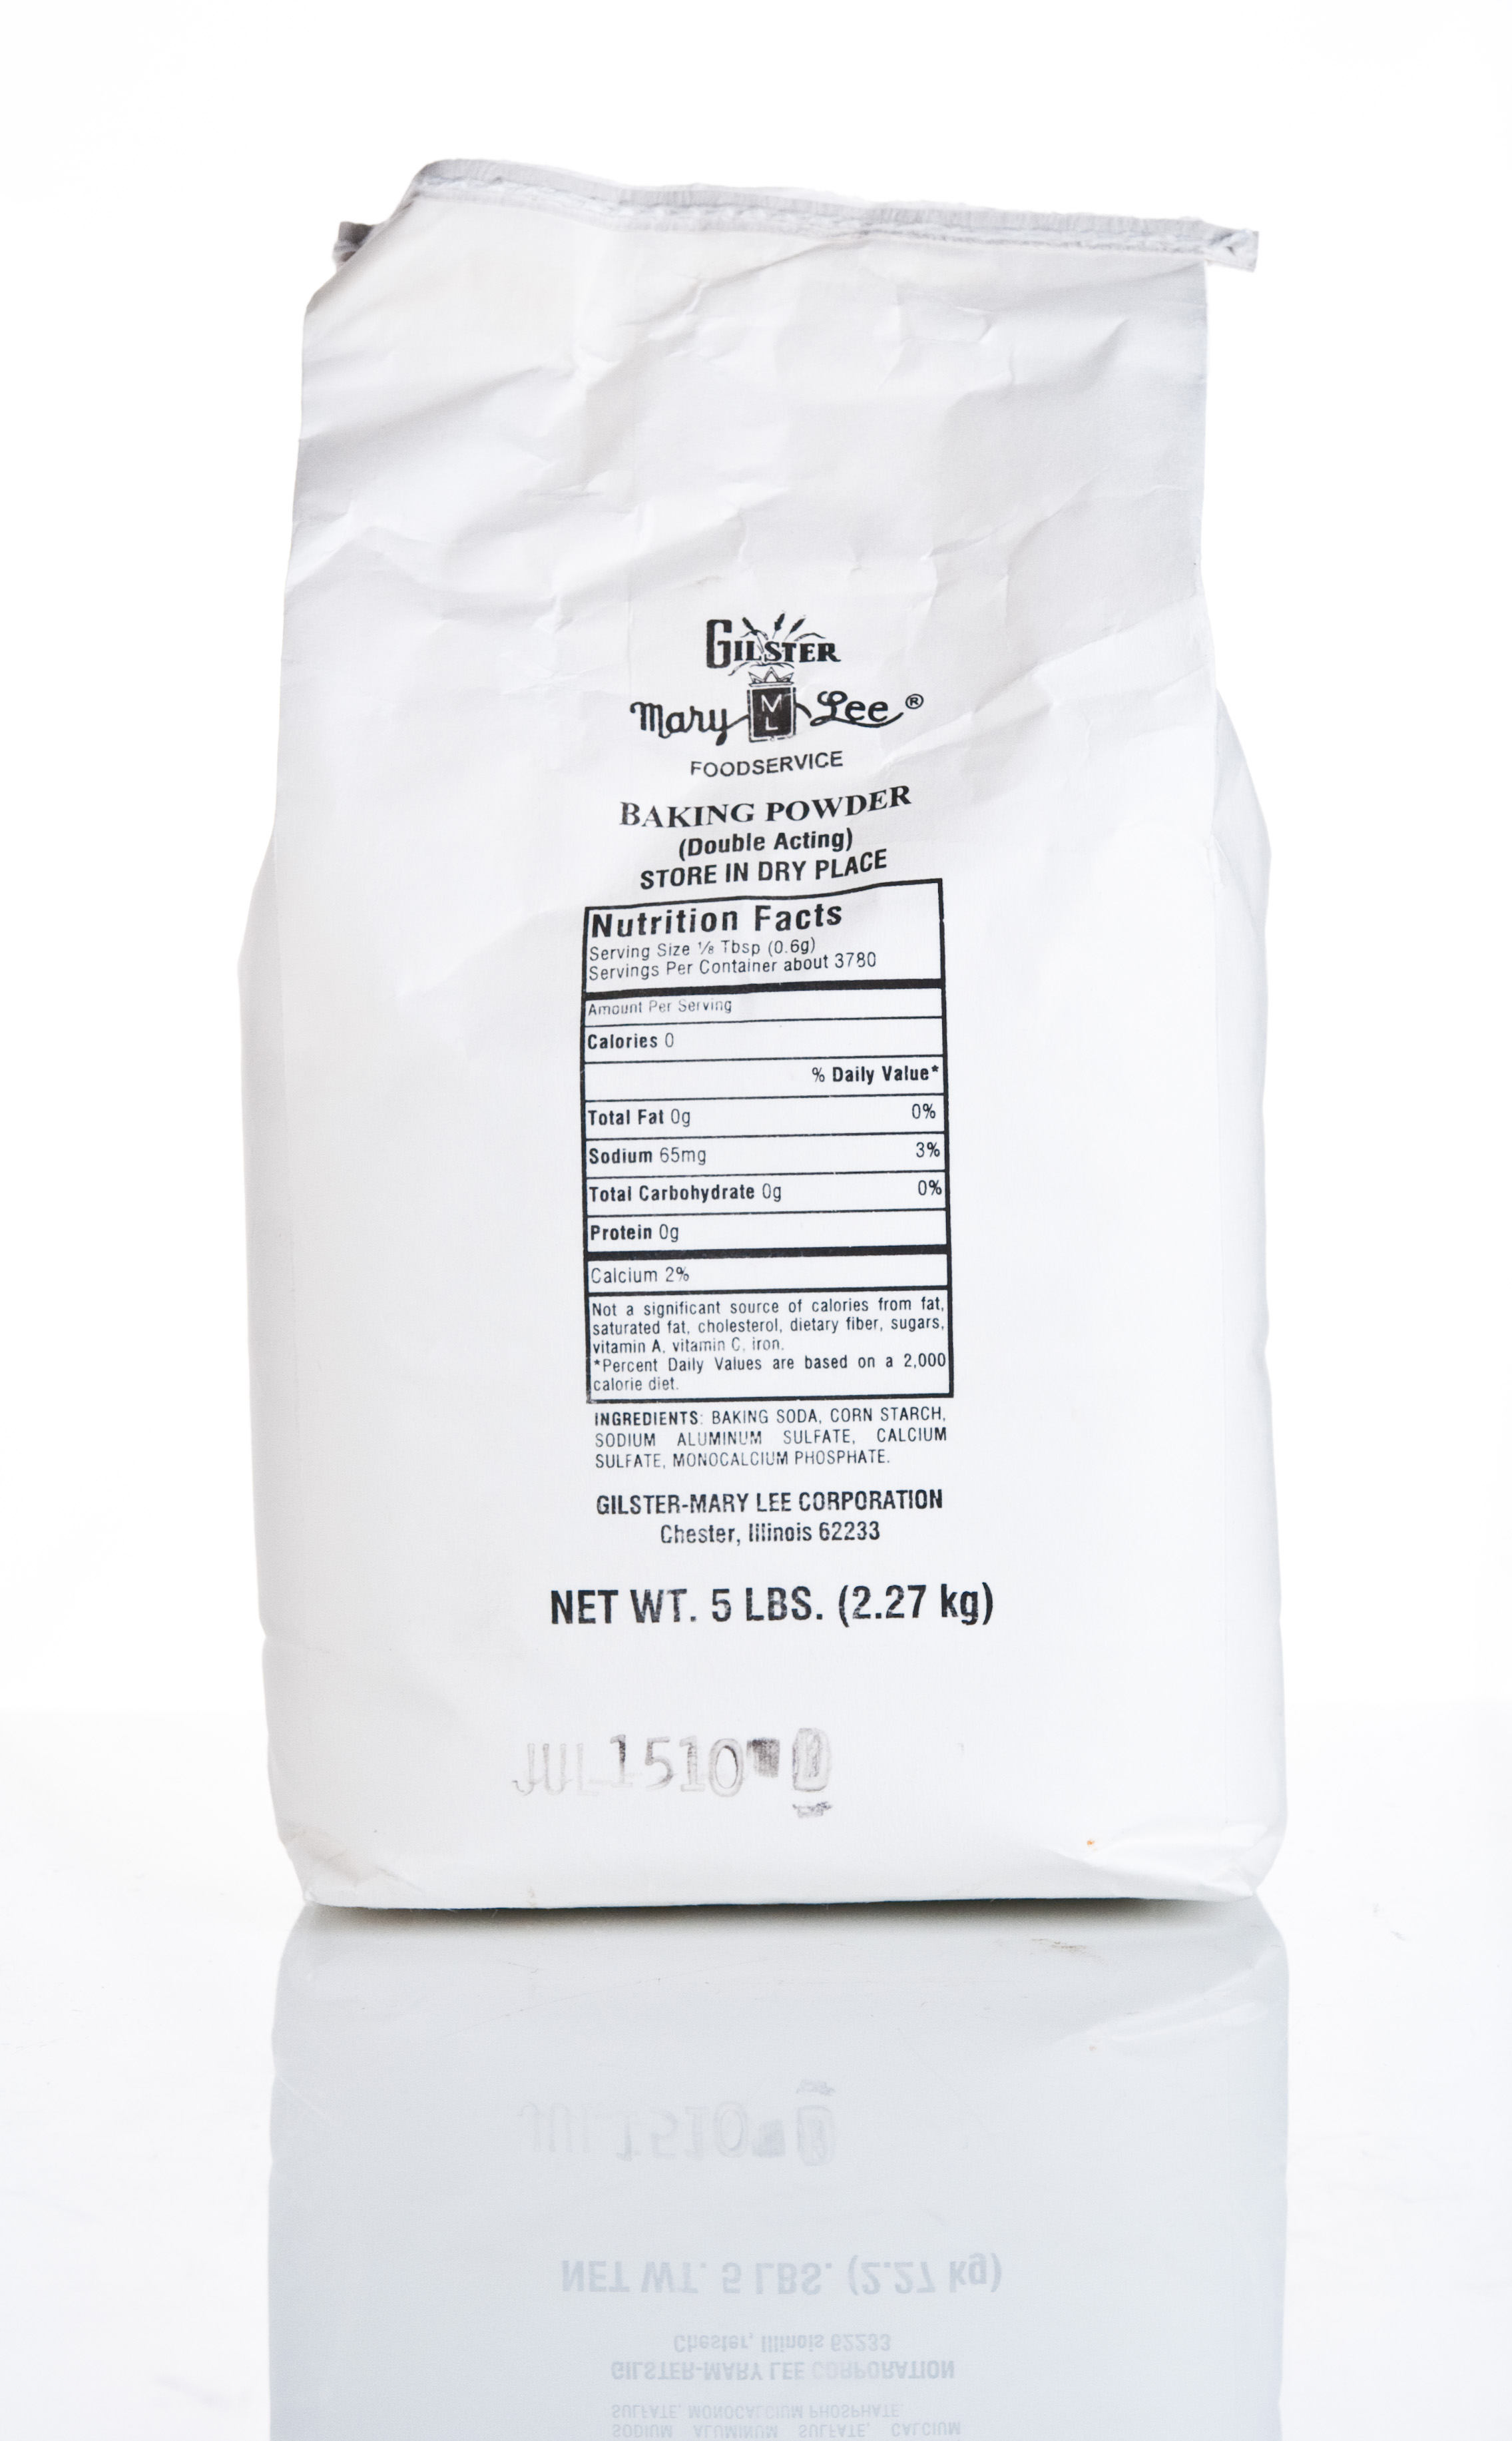 GILSTER
Mary ML Lee®
FOODSERVICE
BAKING POWDER
(Double Acting)
STORE IN DRY PLACE
Nutrition Facts
Serving Size ⅛ Tbsp (0.6g)
Servings Per Container about 3780
Amount Per Serving
Calories 0
% Daily Value*
Total Fat 0g 0%
Sodium 65mg 3%
Total Carbohydrate 0g 0%
Protein 0g
Calcium 2%
Not a significant source of calories from fat,
saturated fat, cholesterol, dietary fiber, sugars,
vitamin A, vitamin C, iron.
*Percent Daily Values are based on a 2,000
calorie diet.
INGREDIENTS: BAKING SODA, CORN STARCH,
SODIUM ALUMINUM SULFATE, CALCIUM
SULFATE, MONOCALCIUM PHOSPHATE.
GILSTER-MARY LEE CORPORATION
Chester, Illinois 62233
NET WT. 5 LBS. (2.27 kg)
JUL 1510